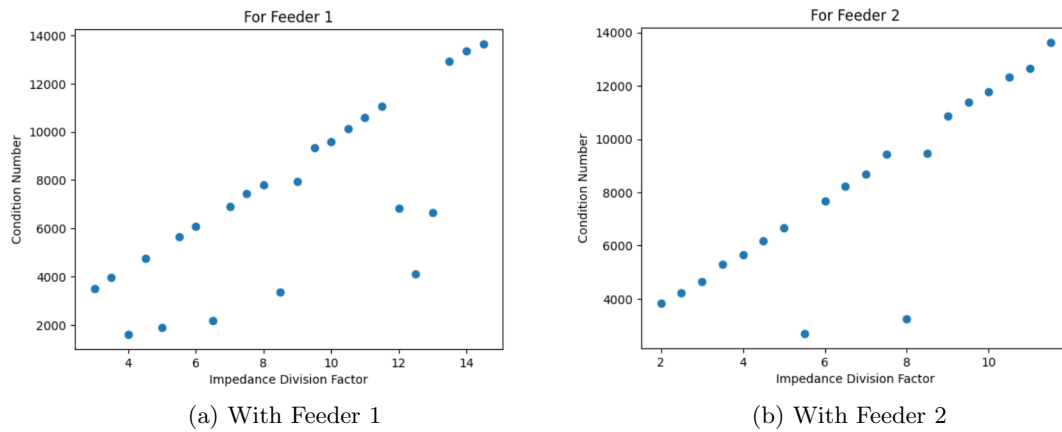 For Feeder 1
14000
12000
10000
8000
6000
4000
2000
Condition Number
4 6 8 10 12 14
Impedance Division Factor
(a) With Feeder 1
For Feeder 2
14000
12000
10000
8000
6000
4000
Condition Number
2 4 6 8 10
Impedance Division Factor
(b) With Feeder 2